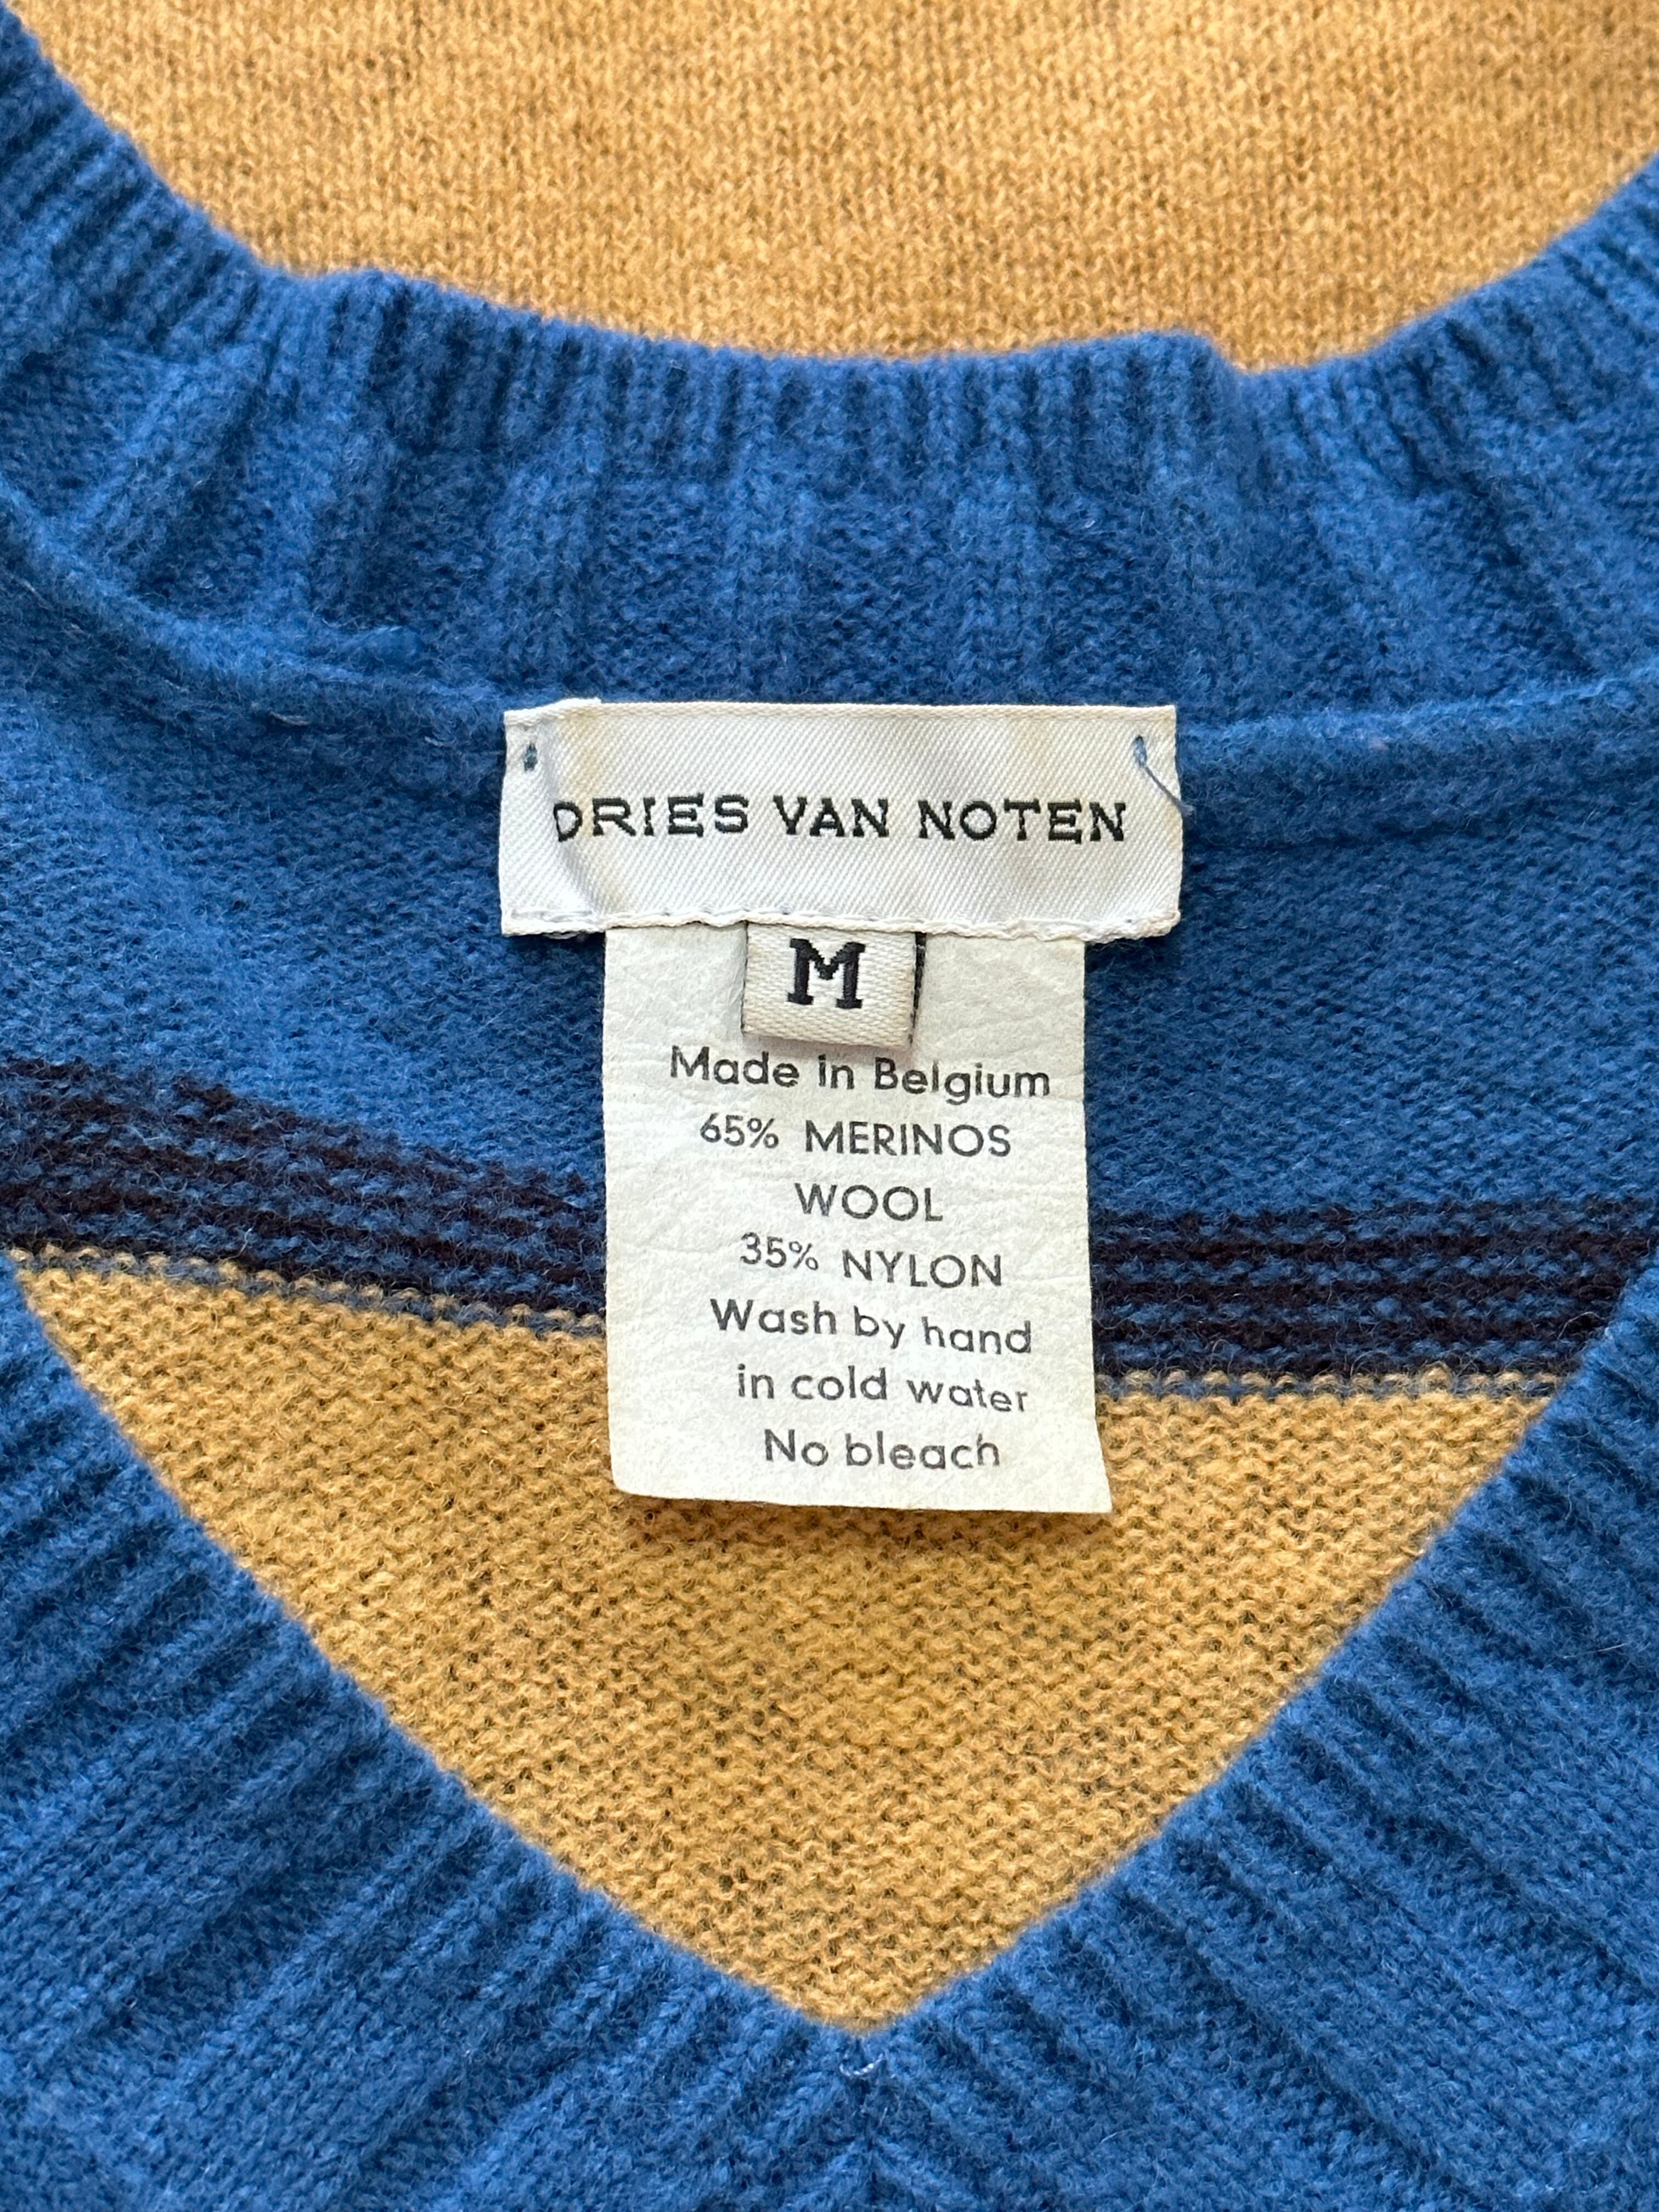 DRIES VAN NOTEN
M
Made in Belgium
65% MERINOS
WOOL
35% NYLON
Wash by hand
in cold water
No bleach